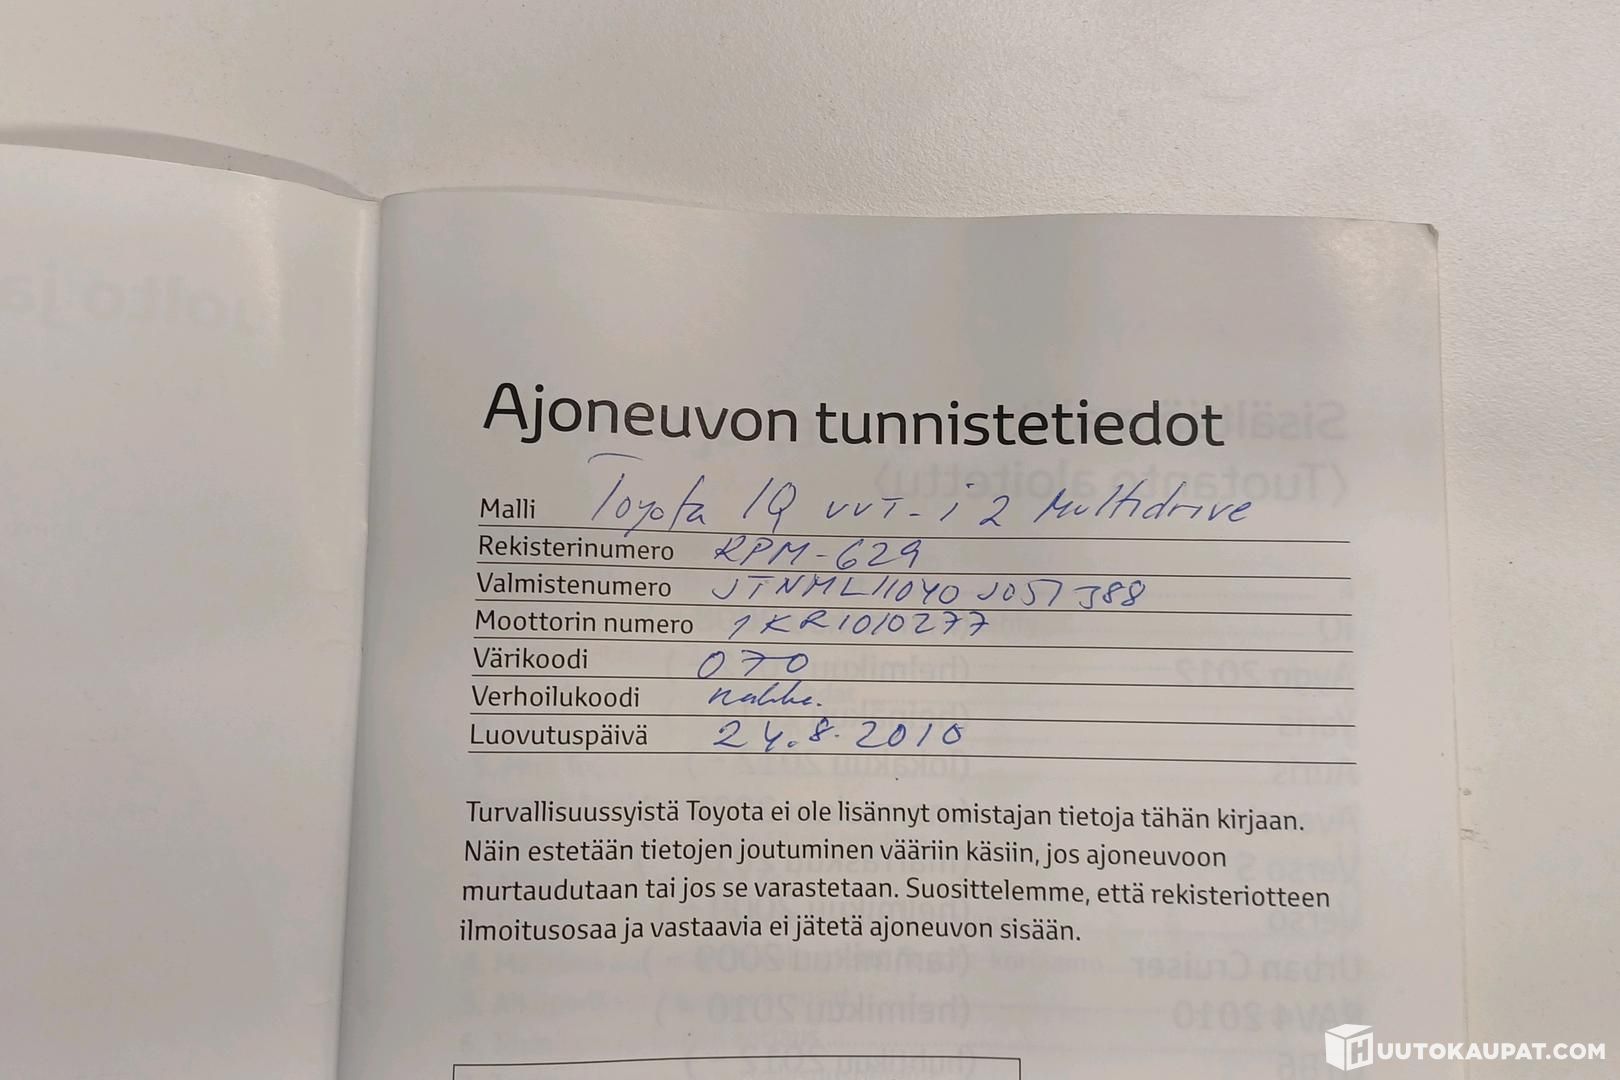 Ajoneuvon tunnistetiedot
Malli Toyota IQ VVT-i 2 Multidrive
Rekisterinumero RPM-629
Valmistenumero JTNML11040J051388
Moottorin numero 1KR1010277
Värikoodi 070
Verhoilukoodi nahka.
Luovutuspäivä 24.8.2010
Turvallisuussyistä Toyota ei ole lisännyt omistajan tietoja tähän kirjaan.
Näin estetään tietojen joutuminen vääriin käsiin, jos ajoneuvoon
murtaudutaan tai jos se varastetaan. Suosittelemme, että rekisteriotteen
ilmoitusosaa ja vastaavia ei jätetä ajoneuvon sisään.
HUUTOKAUPAT.COM